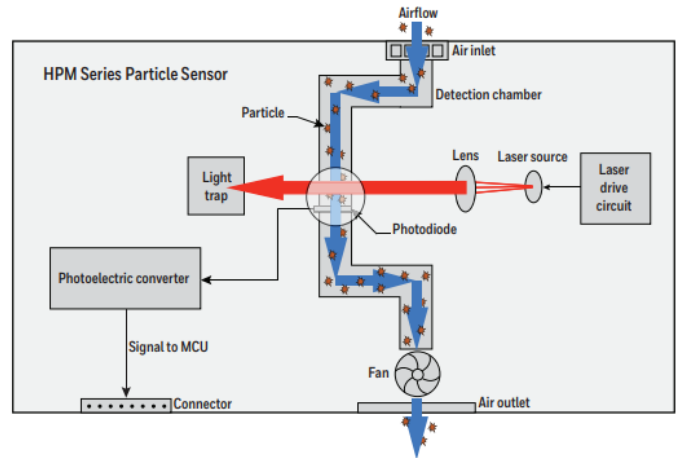 Airflow
Air inlet
HPM Series Particle Sensor
Detection chamber
Particle
Lens
Laser source
Light
trap
Laser
drive
circuit
Photodiode
Photoelectric converter
Signal to MCU
Fan
Connector
Air outlet